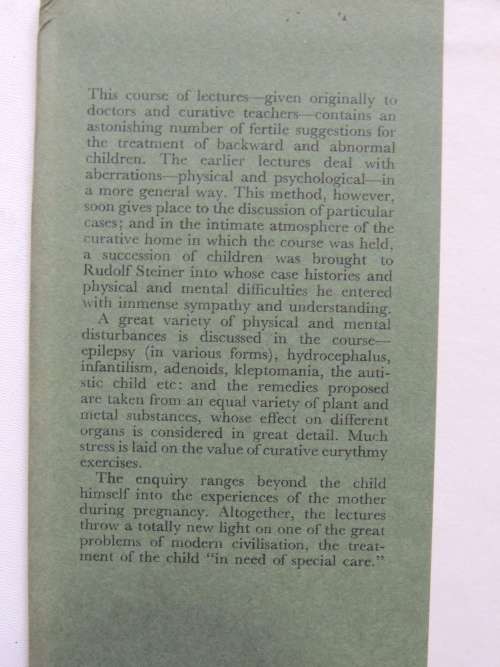 This course of lectures—given originally to
doctors and curative teachers—contains an
astonishing number of fertile suggestions for
the treatment of backward and abnormal
children. The earlier lectures deal with
aberrations—physical and psychological—in
a more general way. This method, however,
soon gives place to the discussion of particular
cases; and in the intimate atmosphere of the
curative home in which the course was held,
a succession of children was brought to
Rudolf Steiner into whose case histories and
physical and mental difficulties he entered
with immense sympathy and understanding.
A great variety of physical and mental
disturbances is discussed in the course—
epilepsy (in various forms), hydrocephalus,
infantilism, adenoids, kleptomania, the auti-
stic child etc: and the remedies proposed
are taken from an equal variety of plant and
metal substances, whose effect on different
organs is considered in great detail. Much
stress is laid on the value of curative eurythmy
exercises.
The enquiry ranges beyond the child
himself into the experiences of the mother
during pregnancy. Altogether, the lectures
throw a totally new light on one of the great
problems of modern civilisation, the treat-
ment of the child "in need of special care."